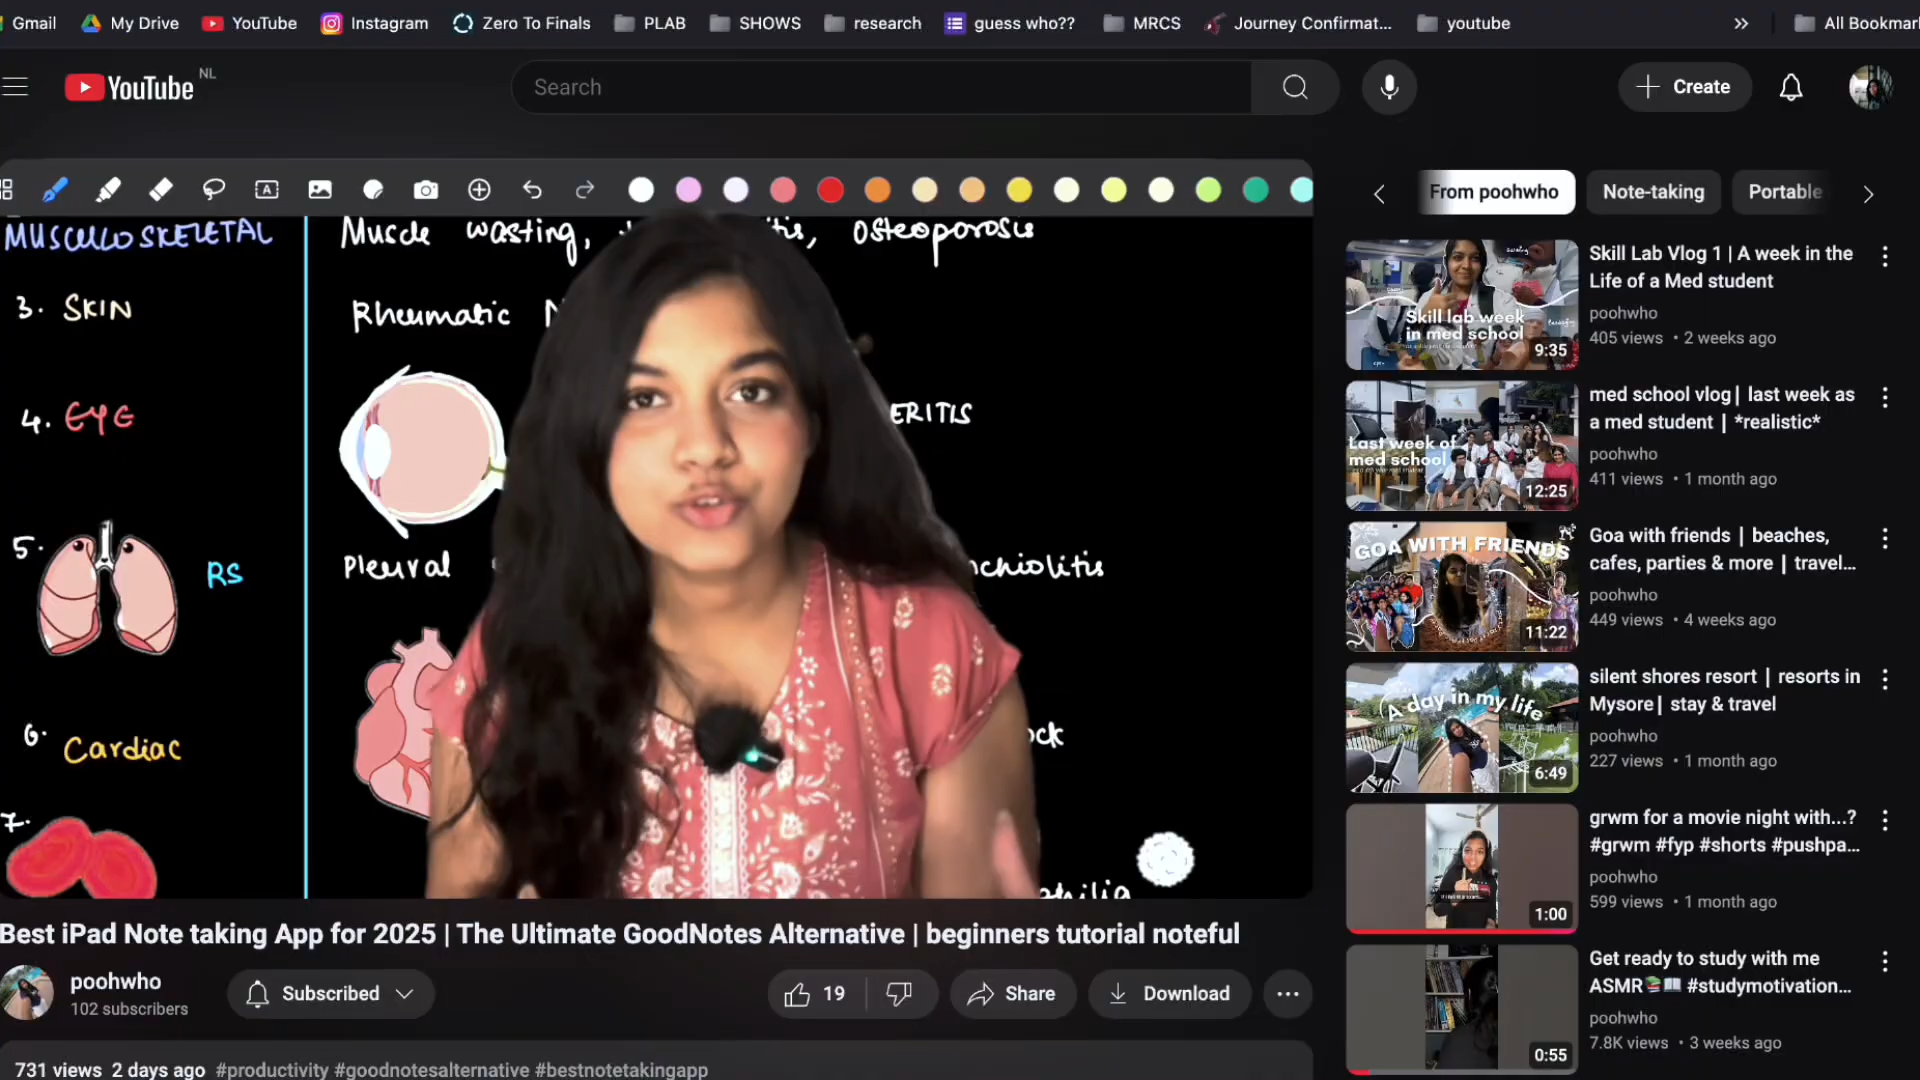 Gmail
My Drive
YouTube
Instagram
Zero To Finals
PLAB
SHOWS
research
guess who??
MRCS
Journey Confirmat...
youtube
All Bookmar
YouTube NL
Search
Create
MUSCULOSKELETAL
Muscle wasting,
Osteoporosis
3. SKIN
Rheumatic
4. EYE
ERITIS
5.
RS
Pleural
nchiolitis
6. Cardiac
ock
7.
philia
From poohwho
Note-taking
Portable
Skill Lab Vlog 1 | A week in the
Life of a Med student
poohwho
405 views • 2 weeks ago
Skill lab week
in med school
9:35
med school vlog| last week as
a med student | *realistic*
poohwho
411 views • 1 month ago
Last week of
med school
12:25
Goa with friends | beaches,
cafes, parties & more | travel...
poohwho
449 views • 4 weeks ago
GOA WITH FRIENDS
11:22
silent shores resort | resorts in
Mysore| stay & travel
poohwho
227 views • 1 month ago
A day in my life
6:49
grwm for a movie night with...?
#grwm #fyp #shorts #pushpa...
poohwho
599 views • 1 month ago
1:00
Get ready to study with me
ASMR📚📖 #studymotivation...
poohwho
7.8K views • 3 weeks ago
0:55
Best iPad Note taking App for 2025 | The Ultimate GoodNotes Alternative | beginners tutorial noteful
poohwho
102 subscribers
Subscribed
19
Share
Download
731 views 2 days ago #productivity #goodnotesalternative #bestnotetakingapp